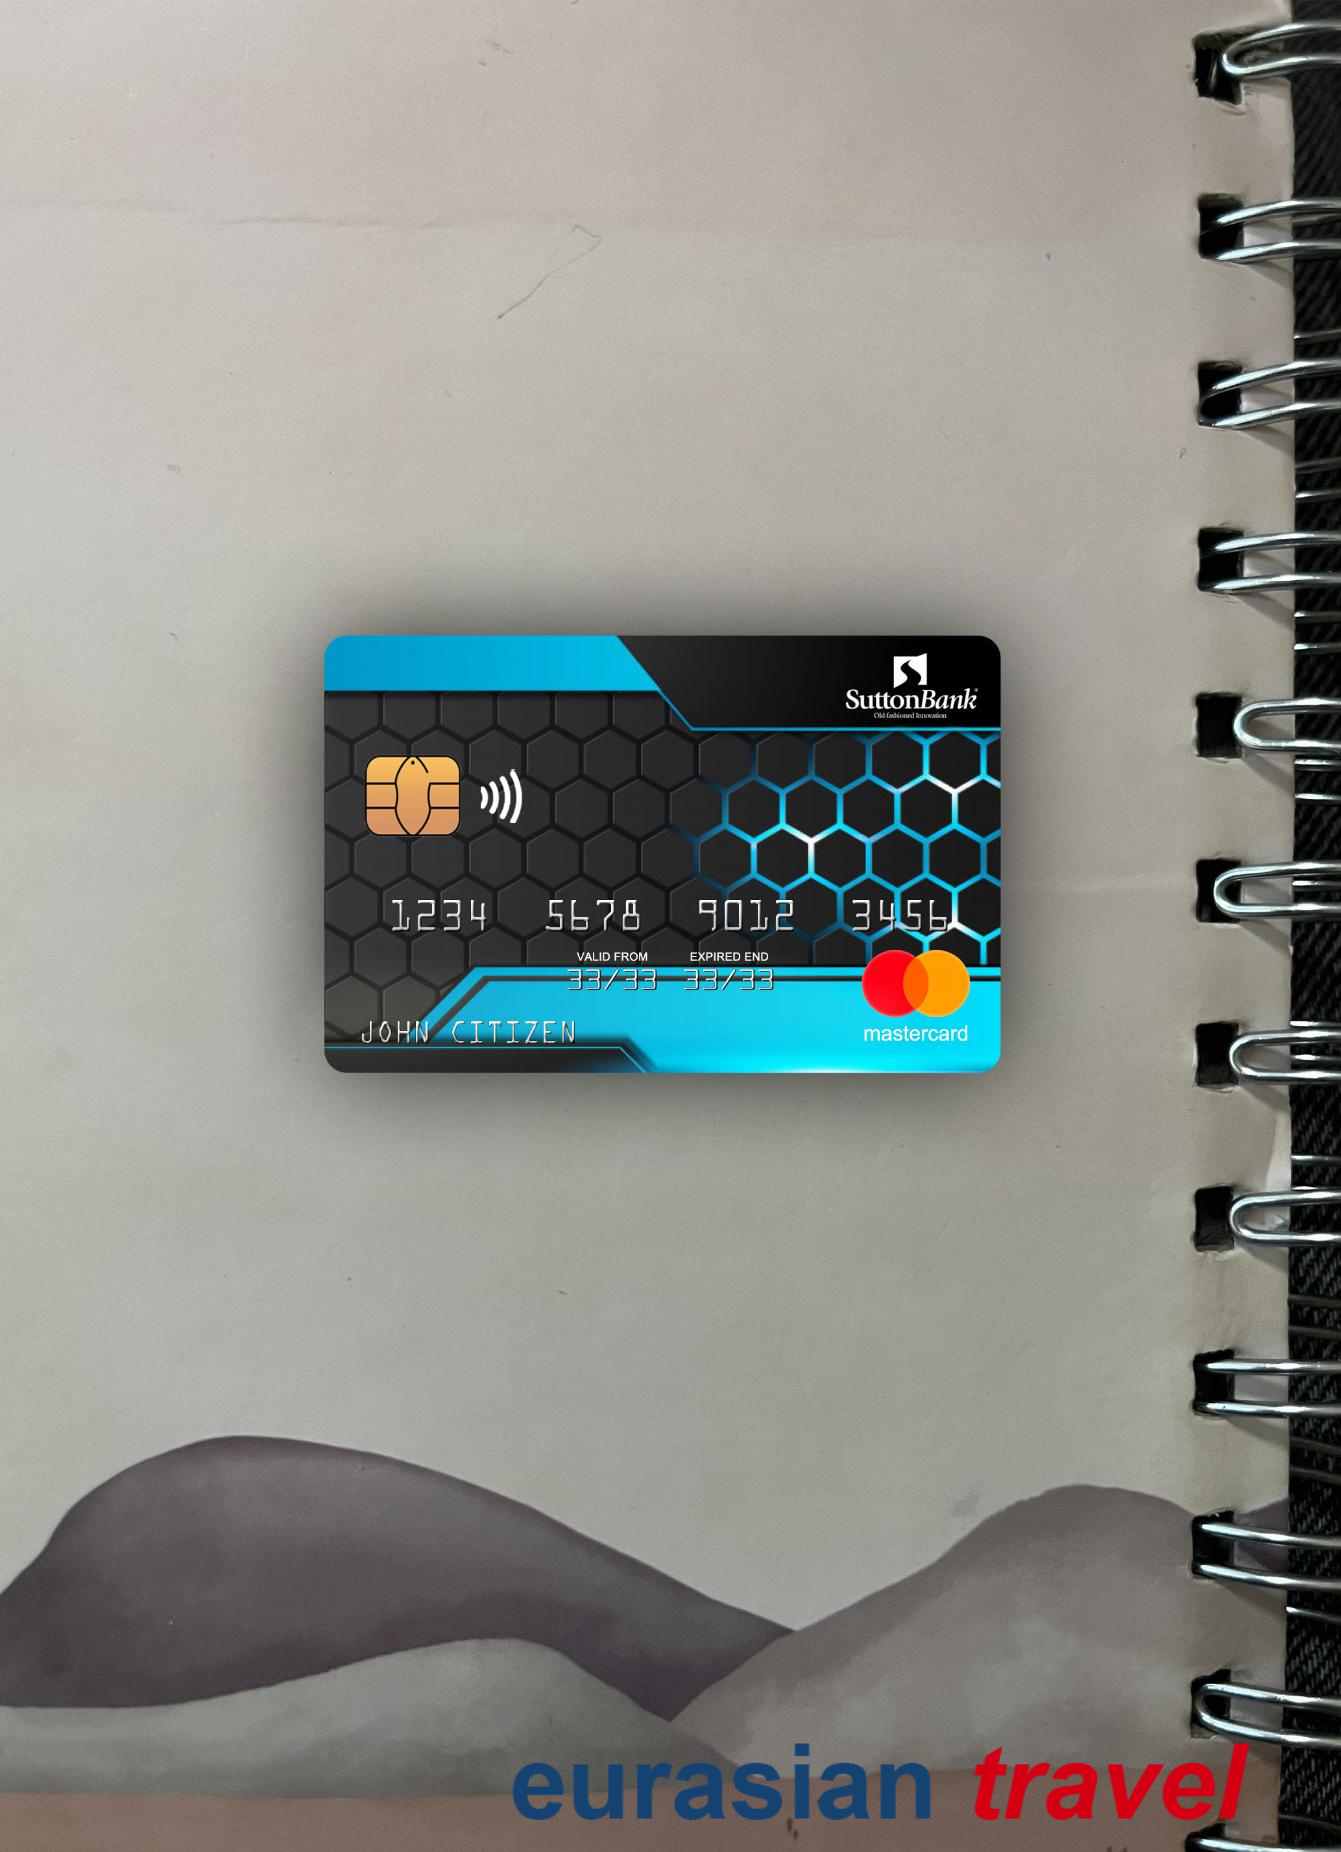 SuttonBank
Old-fashioned Innovation
1234 5678 9012 3456
VALID FROM EXPIRED END
33/33 33/33
JOHN CITIZEN
mastercard
eurasian travel